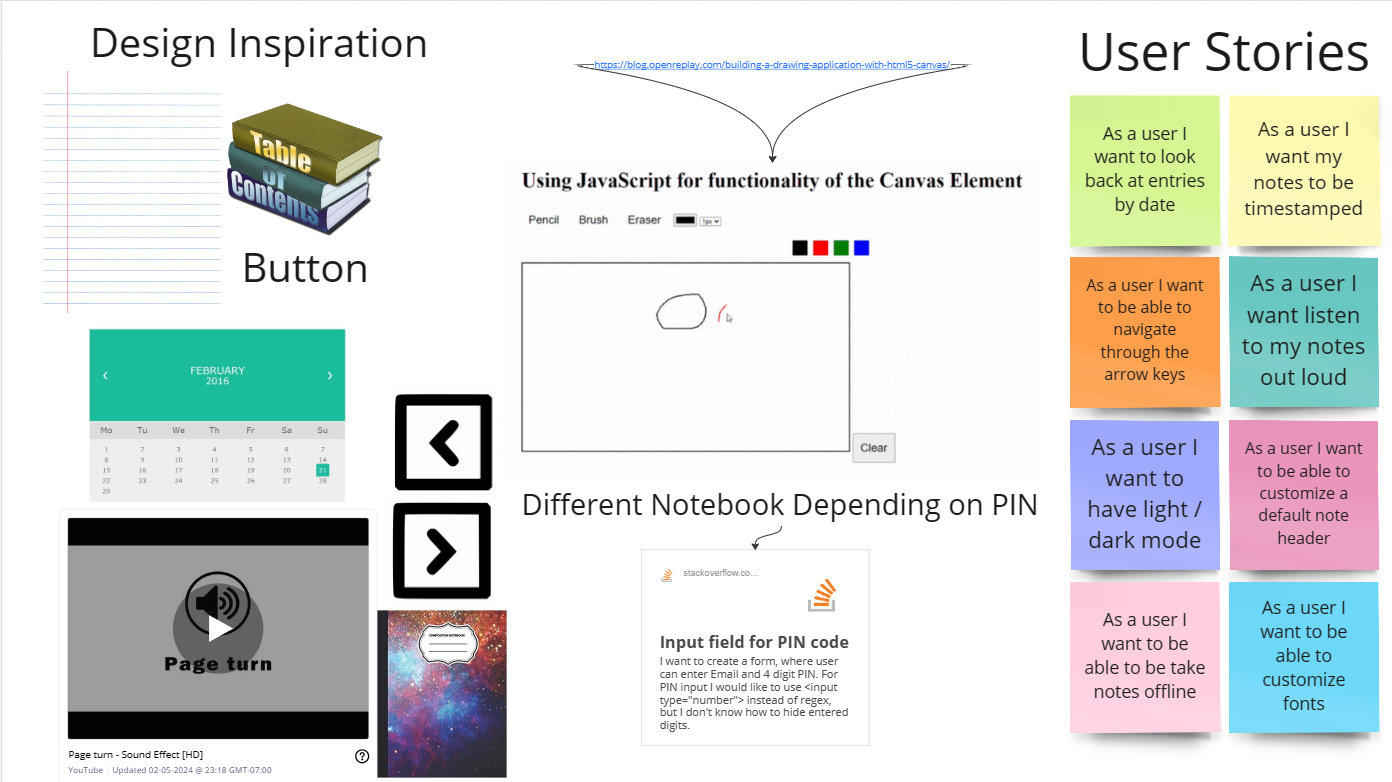 Design Inspiration
Table
of
Contents
Button
FEBRUARY
2016
Mo Tu We Th Fr Sa Su
1 2 3 4 5 6 7
8 9 10 11 12 13 14
15 16 17 18 19 20 21
22 23 24 25 26 27 28
29
Page turn
Page turn - Sound Effect [HD]
YouTube | Updated 02-05-2024 @ 23:18 GMT-07:00
COMPOSITION NOTEBOOK
https://blog.openreplay.com/building-a-drawing-application-with-html5-canvas/
Using JavaScript for functionality of the Canvas Element
Pencil Brush Eraser 1px
Clear
Different Notebook Depending on PIN
stackoverflow.co...
Input field for PIN code
I want to create a form, where user
can enter Email and 4 digit PIN. For
PIN input I would like to use <input
type="number"> instead of regex,
but I don't know how to hide entered
digits.
User Stories
As a user I
want to look
back at entries
by date
As a user I
want my
notes to be
timestamped
As a user I want
to be able to
navigate
through the
arrow keys
As a user I
want listen
to my notes
out loud
As a user I
want to
have light /
dark mode
As a user I want
to be able to
customize a
default note
header
As a user I
want to be
able to be take
notes offline
As a user I
want to be
able to
customize
fonts